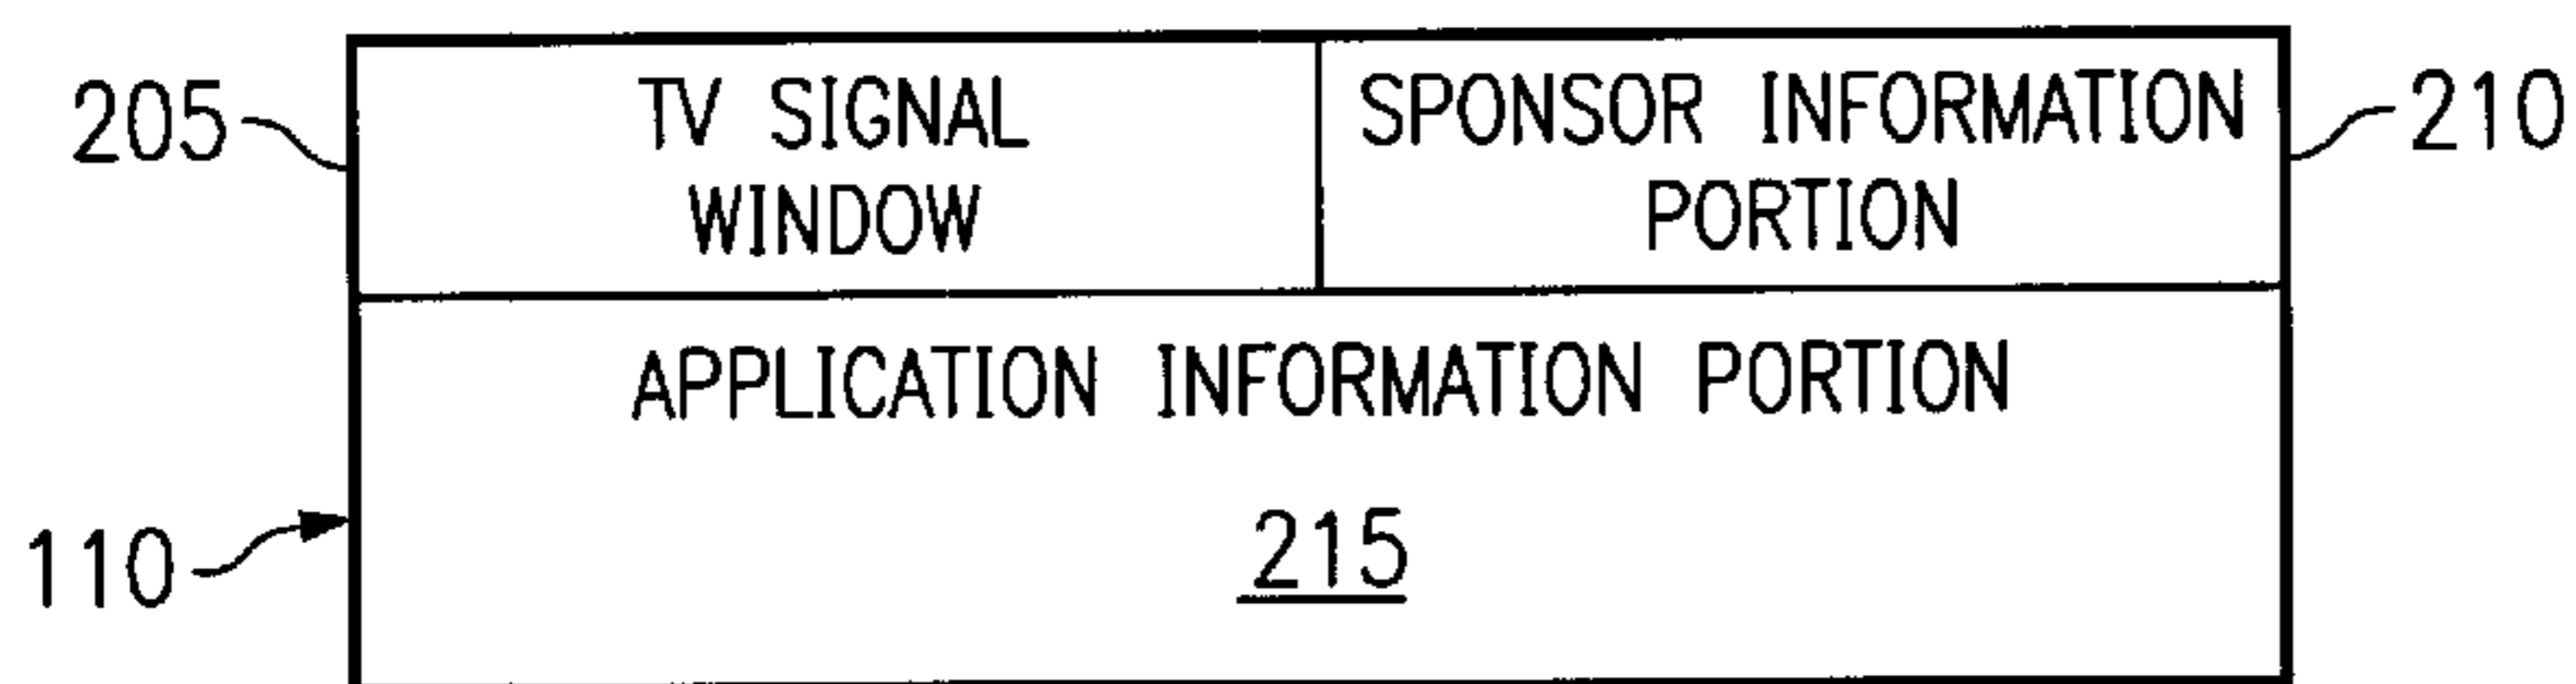 205
TV SIGNAL
WINDOW
SPONSOR INFORMATION
PORTION
210
APPLICATION INFORMATION PORTION
110
215